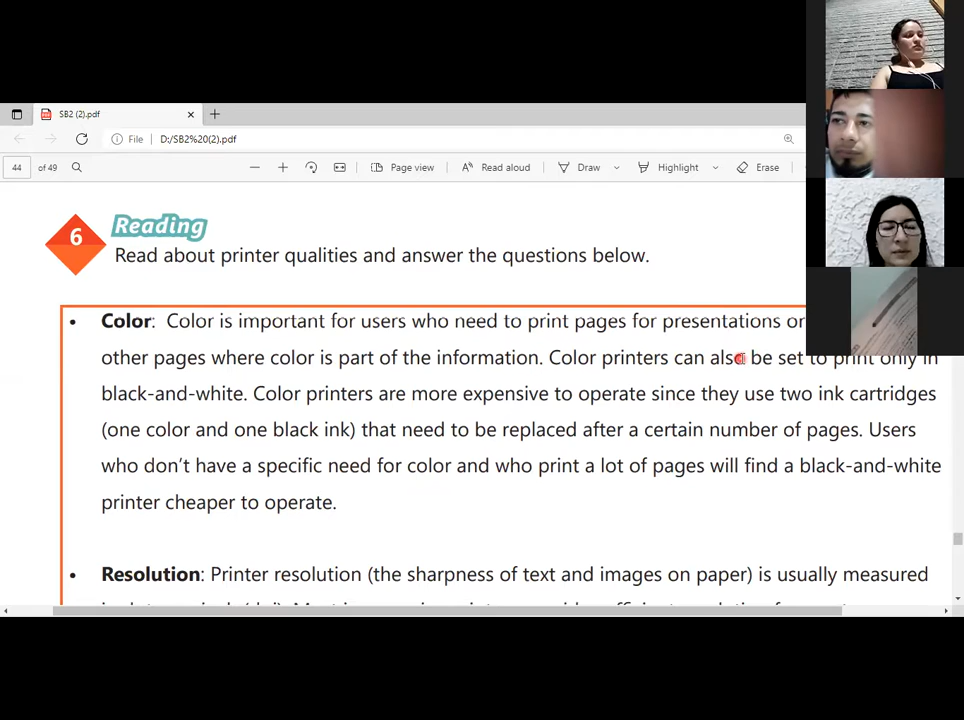 SB2 (2).pdf
File D:/SB2%20(2).pdf
44 of 49 Page view Read aloud Draw Highlight Erase
6 Reading
Read about printer qualities and answer the questions below.
• Color: Color is important for users who need to print pages for presentations or
other pages where color is part of the information. Color printers can also be set to print only in
black-and-white. Color printers are more expensive to operate since they use two ink cartridges
(one color and one black ink) that need to be replaced after a certain number of pages. Users
who don't have a specific need for color and who print a lot of pages will find a black-and-white
printer cheaper to operate.
• Resolution: Printer resolution (the sharpness of text and images on paper) is usually measured